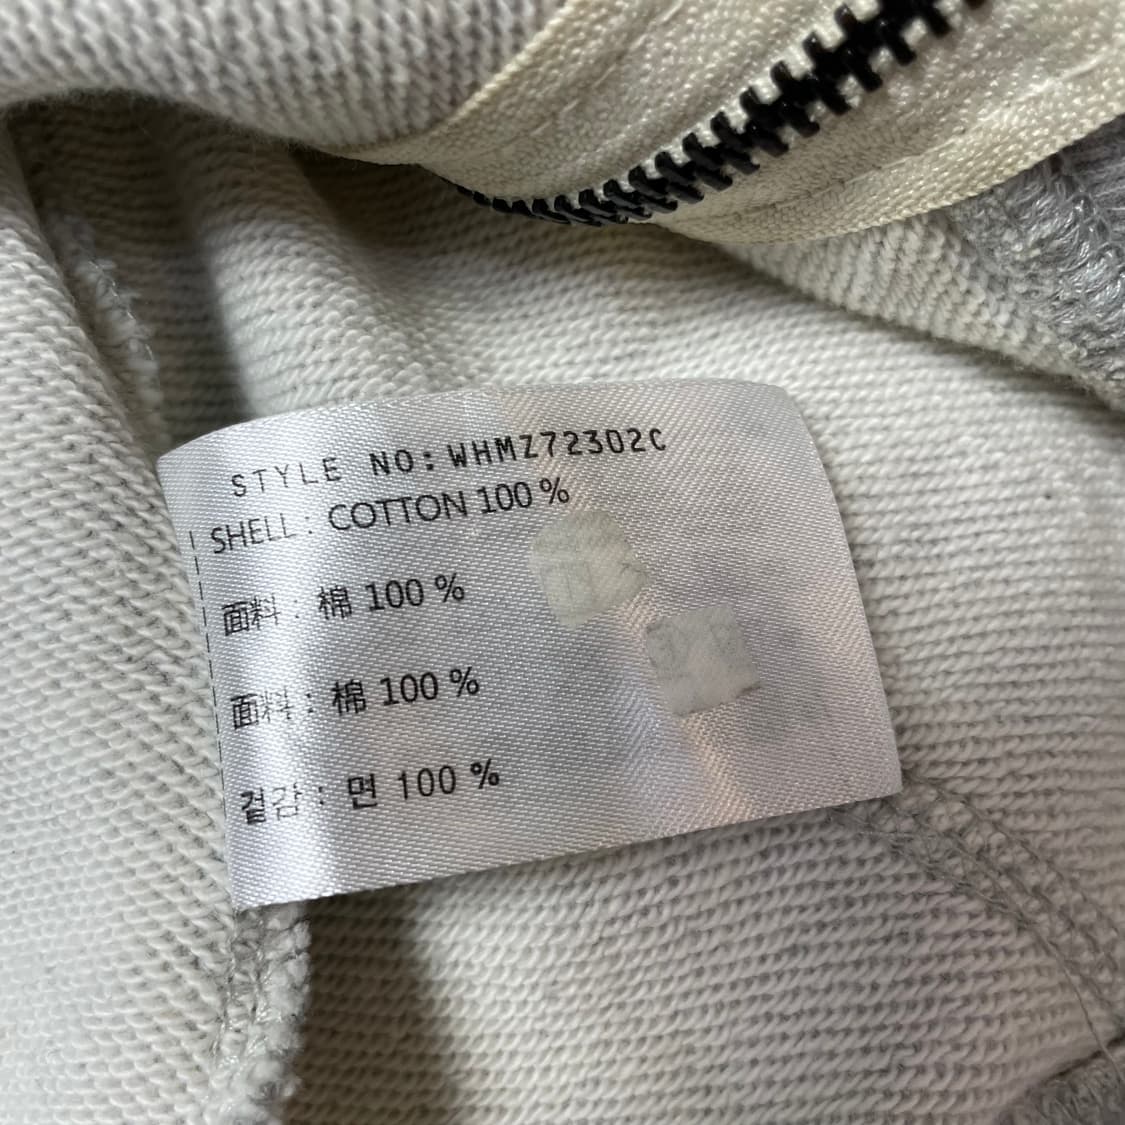 STYLE NO: WHMZ72302C
SHELL : COTTON 100 %
面料 : 棉 100 %
面料 : 棉 100 %
겉감 : 면 100 %